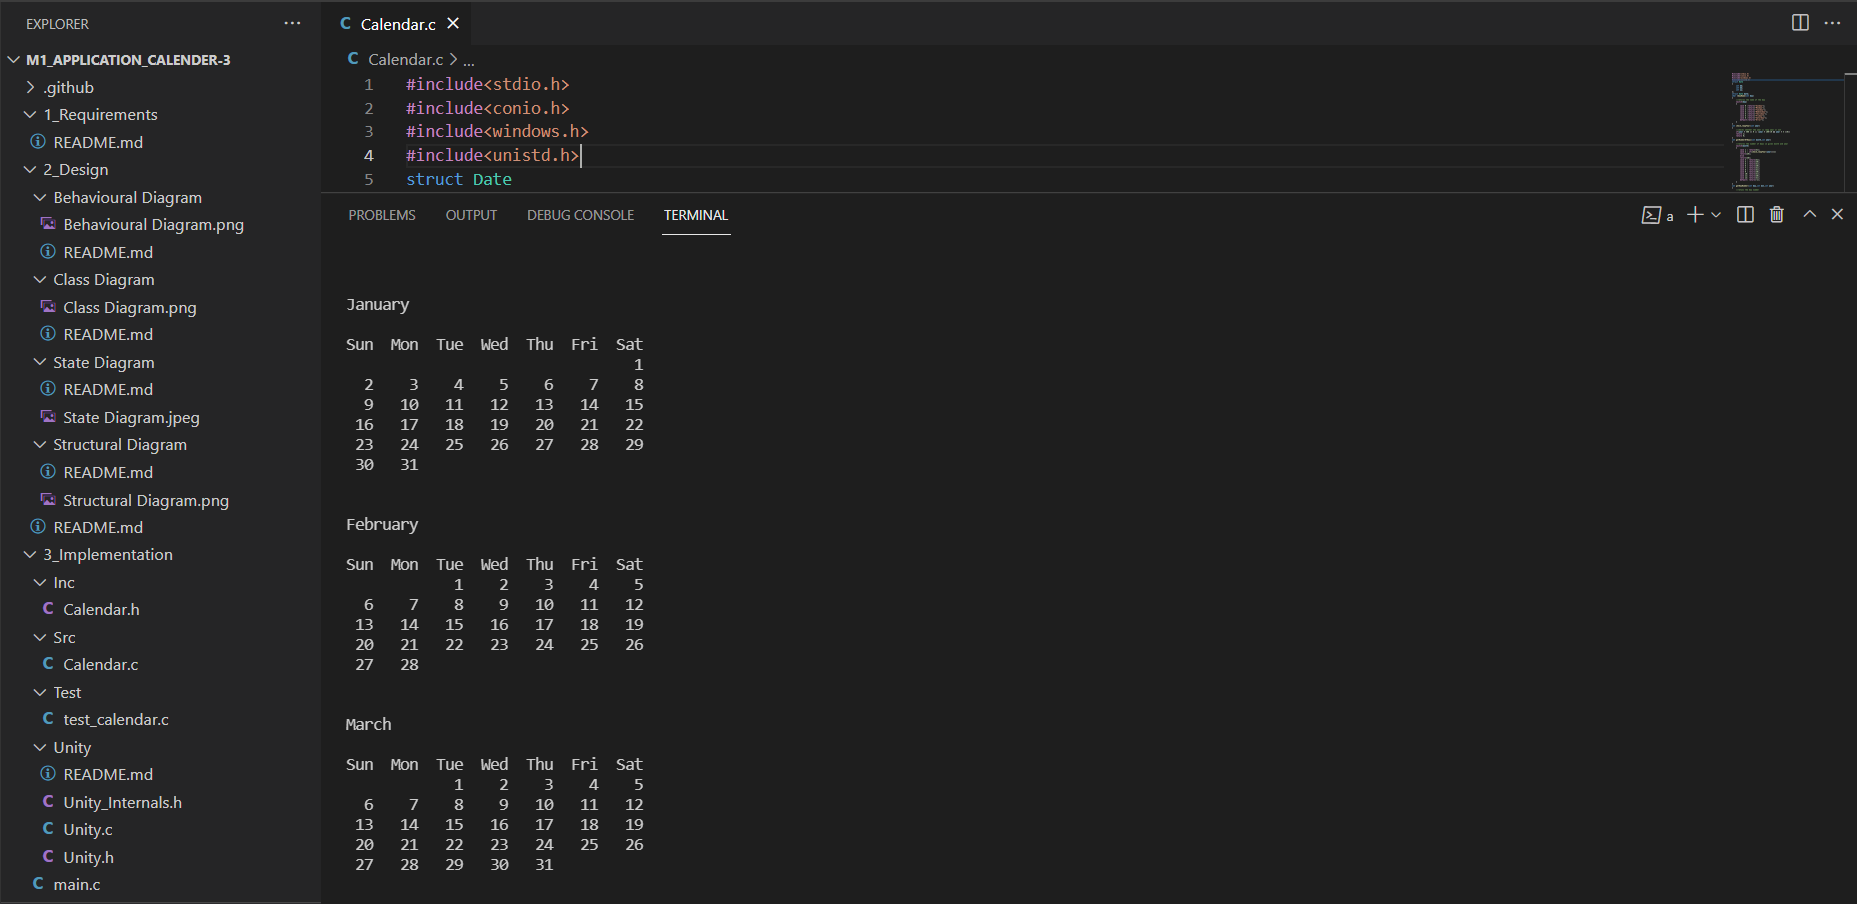 EXPLORER
M1_APPLICATION_CALENDER-3
.github
1_Requirements
README.md
2_Design
Behavioural Diagram
Behavioural Diagram.png
README.md
Class Diagram
Class Diagram.png
README.md
State Diagram
README.md
State Diagram.jpeg
Structural Diagram
README.md
Structural Diagram.png
README.md
3_Implementation
Inc
C Calendar.h
Src
C Calendar.c
Test
C test_calendar.c
Unity
README.md
C Unity_Internals.h
C Unity.c
C Unity.h
C main.c
C Calendar.c
C Calendar.c > ...
1 #include<stdio.h>
2 #include<conio.h>
3 #include<windows.h>
4 #include<unistd.h>
5 struct Date
PROBLEMS OUTPUT DEBUG CONSOLE TERMINAL
a
January
Sun Mon Tue Wed Thu Fri Sat
1
2 3 4 5 6 7 8
9 10 11 12 13 14 15
16 17 18 19 20 21 22
23 24 25 26 27 28 29
30 31
February
Sun Mon Tue Wed Thu Fri Sat
1 2 3 4 5
6 7 8 9 10 11 12
13 14 15 16 17 18 19
20 21 22 23 24 25 26
27 28
March
Sun Mon Tue Wed Thu Fri Sat
1 2 3 4 5
6 7 8 9 10 11 12
13 14 15 16 17 18 19
20 21 22 23 24 25 26
27 28 29 30 31